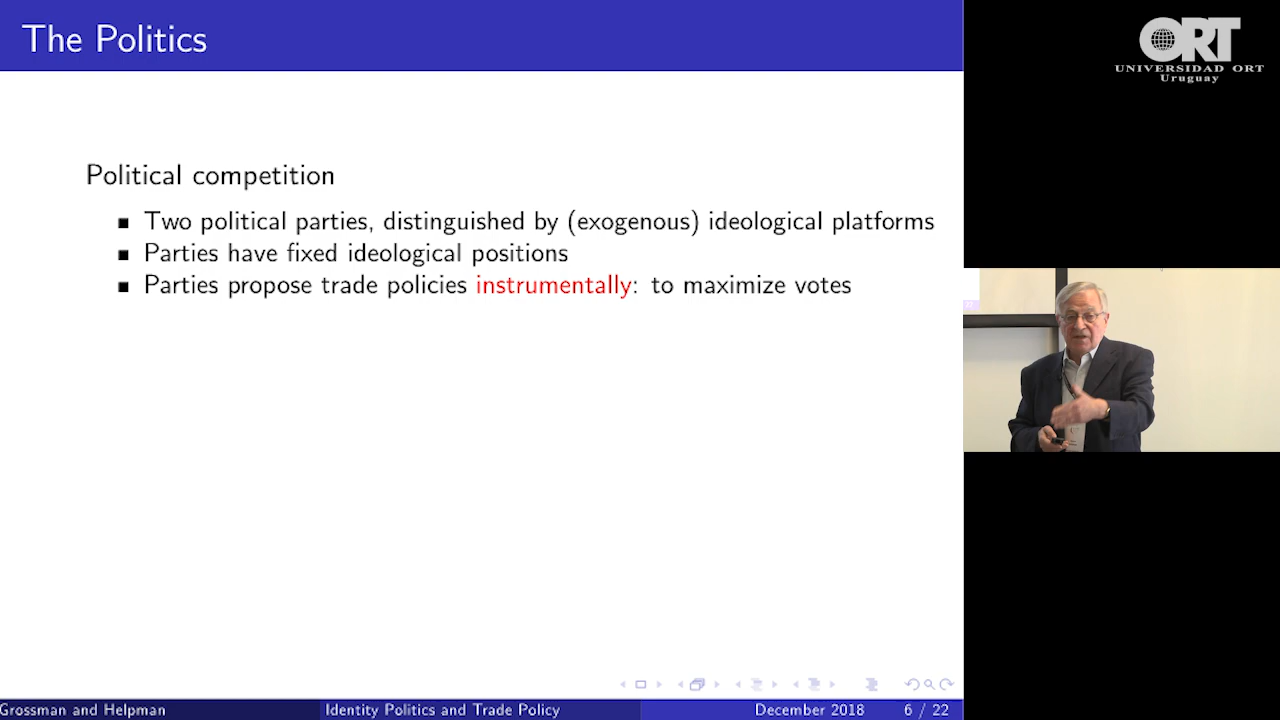 The Politics
ORT
UNIVERSIDAD ORT
Uruguay
Political competition
Two political parties, distinguished by (exogenous) ideological platforms
Parties have fixed ideological positions
Parties propose trade policies instrumentally: to maximize votes
Grossman and Helpman
Identity Politics and Trade Policy
December 2018
6 / 22